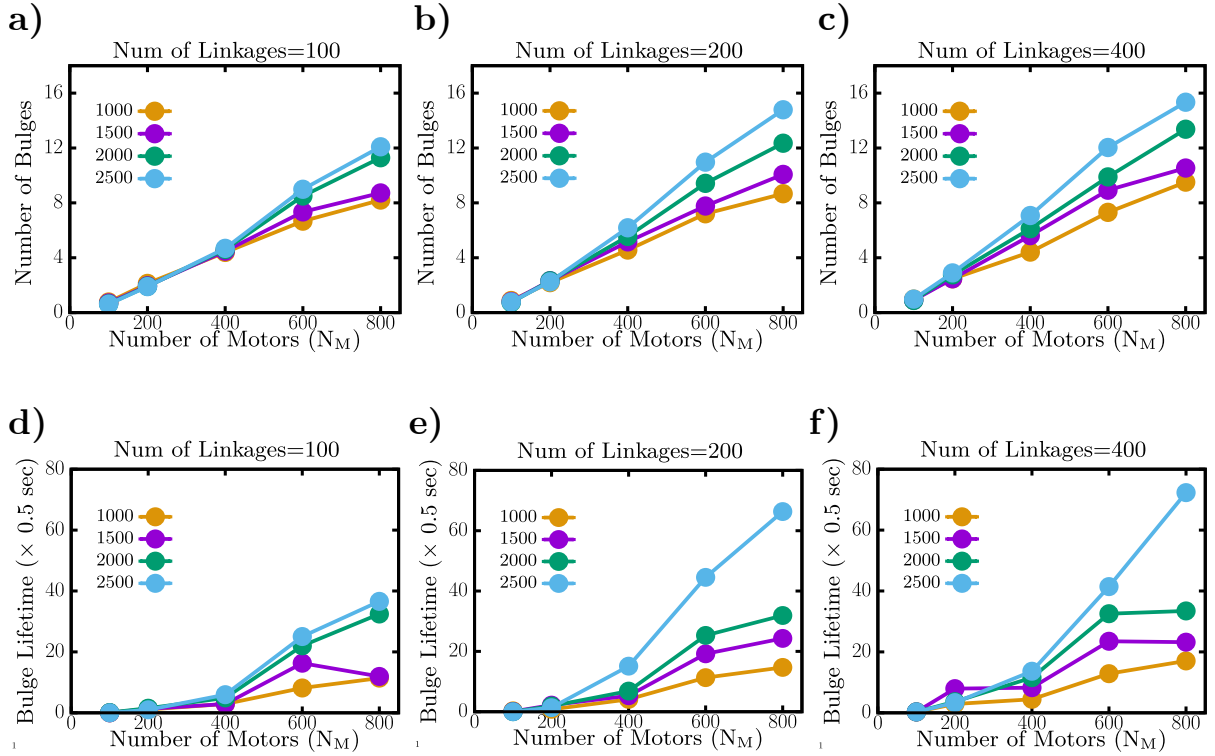 a)
Num of Linkages=100
Number of Bulges
16
12
8
4
0
1000
1500
2000
2500
0 200 400 600 800
Number of Motors (N_M)
b)
Num of Linkages=200
Number of Bulges
16
12
8
4
0
1000
1500
2000
2500
0 200 400 600 800
Number of Motors (N_M)
c)
Num of Linkages=400
Number of Bulges
16
12
8
4
0
1000
1500
2000
2500
0 200 400 600 800
Number of Motors (N_M)
d)
Num of Linkages=100
Bulge Lifetime (× 0.5 sec)
80
60
40
20
0
1000
1500
2000
2500
0 200 400 600 800
Number of Motors (N_M)
1
e)
Num of Linkages=200
Bulge Lifetime (× 0.5 sec)
80
60
40
20
0
1000
1500
2000
2500
0 200 400 600 800
Number of Motors (N_M)
1
f)
Num of Linkages=400
Bulge Lifetime (× 0.5 sec)
80
60
40
20
0
1000
1500
2000
2500
0 200 400 600 800
Number of Motors (N_M)
1